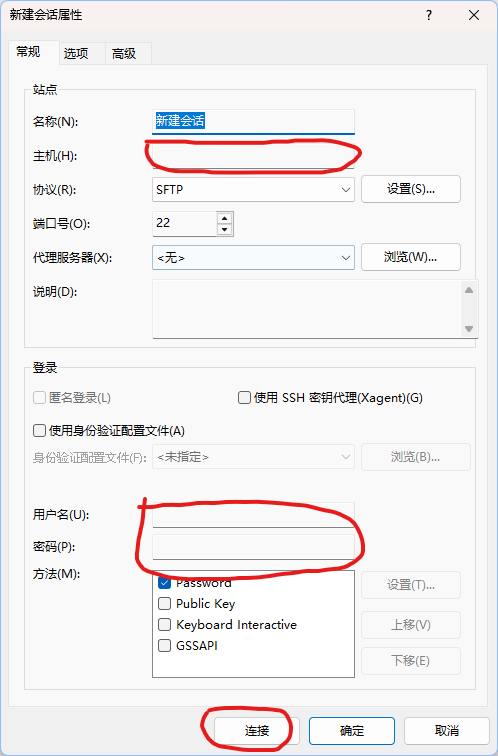 新建会话属性 ?
常规 选项 高级
站点
名称(N): 新建会话
主机(H):
协议(R): SFTP 设置(S)...
端口号(O): 22
代理服务器(X): <无> 浏览(W)...
说明(D):
登录
匿名登录(L) 使用 SSH 密钥代理(Xagent)(G)
使用身份验证配置文件(A)
身份验证配置文件(F): <未指定> 浏览(B)...
用户名(U):
密码(P):
方法(M): Password 设置(T)...
Public Key
Keyboard Interactive 上移(V)
GSSAPI
下移(E)
连接 确定 取消